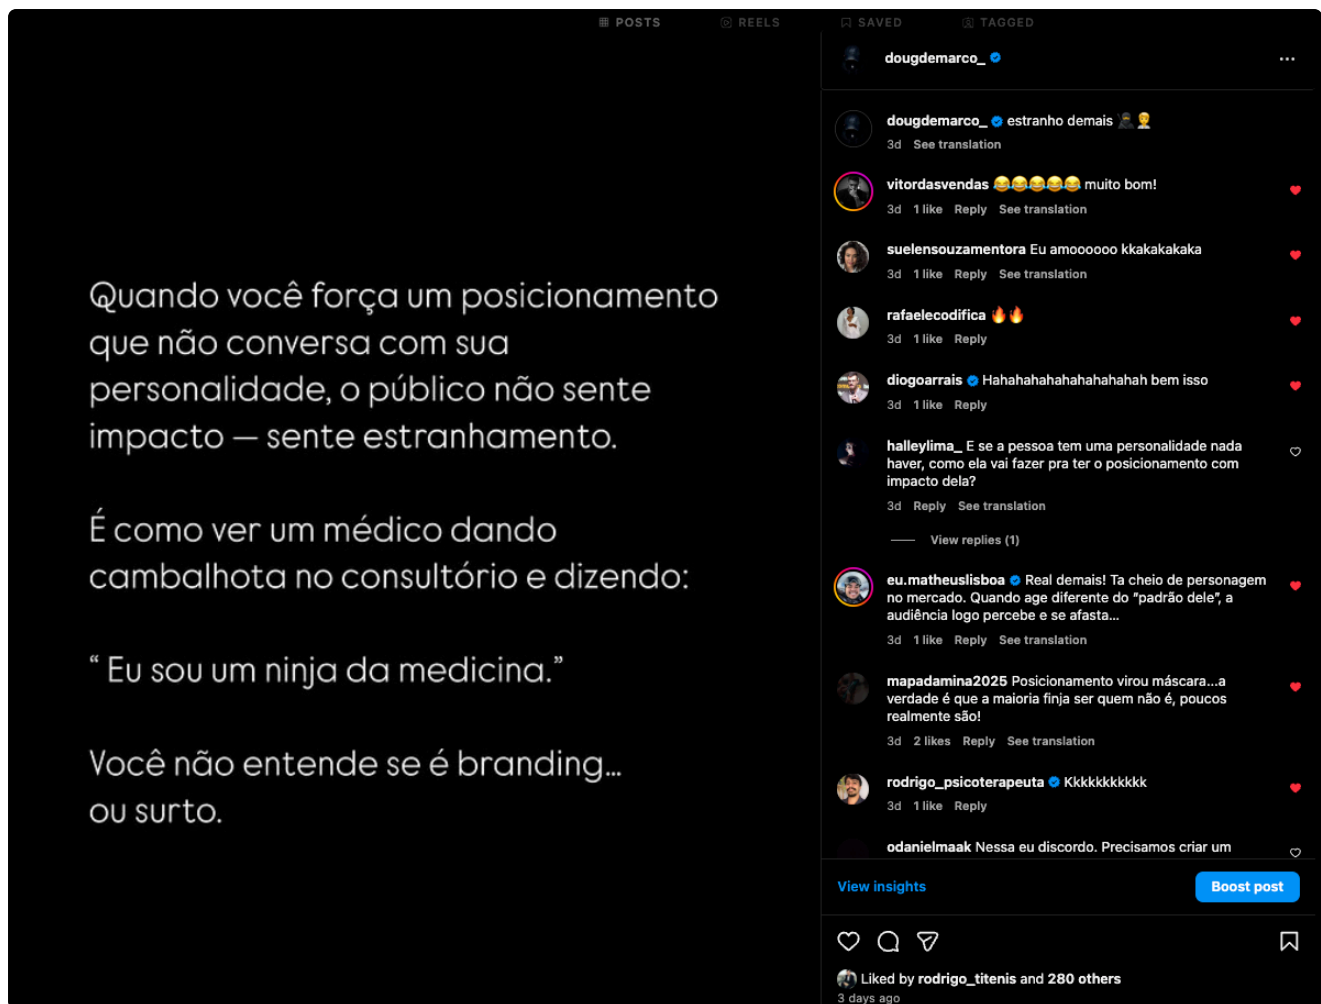 POSTS REELS SAVED TAGGED
Quando você força um posicionamento
que não conversa com sua
personalidade, o público não sente
impacto — sente estranhamento.
É como ver um médico dando
cambalhota no consultório e dizendo:
“ Eu sou um ninja da medicina.”
Você não entende se é branding...
ou surto.
dougdemarco_
dougdemarco_ estranho demais 🥷🤵
3d See translation
vitordasvendas 😂😂😂😂😂 muito bom!
3d 1 like Reply See translation
suelensouzamentora Eu amoooooo kkakakakaka
3d 1 like Reply See translation
rafaelecodifica 🔥🔥
3d 1 like Reply
diogoarrais Hahahahahahahahahah bem isso
3d 1 like Reply
halleylima_ E se a pessoa tem uma personalidade nada
haver, como ela vai fazer pra ter o posicionamento com
impacto dela?
3d Reply See translation
View replies (1)
eu.matheuslisboa Real demais! Ta cheio de personagem
no mercado. Quando age diferente do "padrão dele", a
audiência logo percebe e se afasta...
3d 1 like Reply See translation
mapadamina2025 Posicionamento virou máscara...a
verdade é que a maioria finja ser quem não é, poucos
realmente são!
3d 2 likes Reply See translation
rodrigo_psicoterapeuta Kkkkkkkkkkk
3d 1 like Reply
odanielmaak Nessa eu discordo. Precisamos criar um
View insights
Boost post
Liked by rodrigo_titenis and 280 others
3 days ago